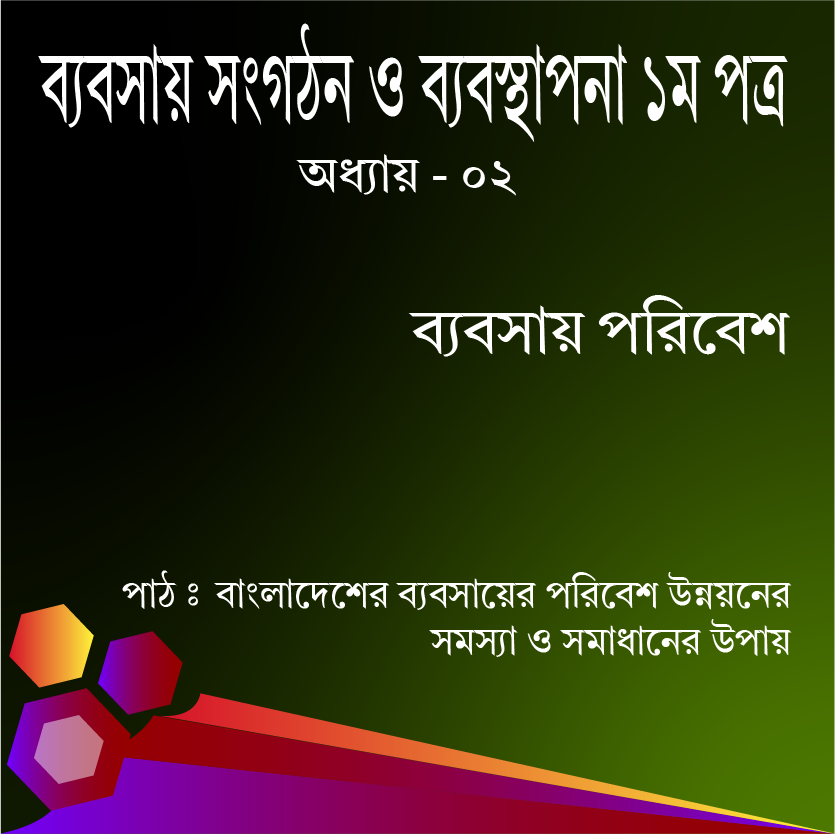 ব্যবসায় সংগঠন ও ব্যবস্থাপনা ১ম পত্র
অধ্যায় - ০২
ব্যবসায় পরিবেশ
পাঠ ঃ বাংলাদেশের ব্যবসায়ের পরিবেশ উন্নয়নের
সমস্যা ও সমাধানের উপায়